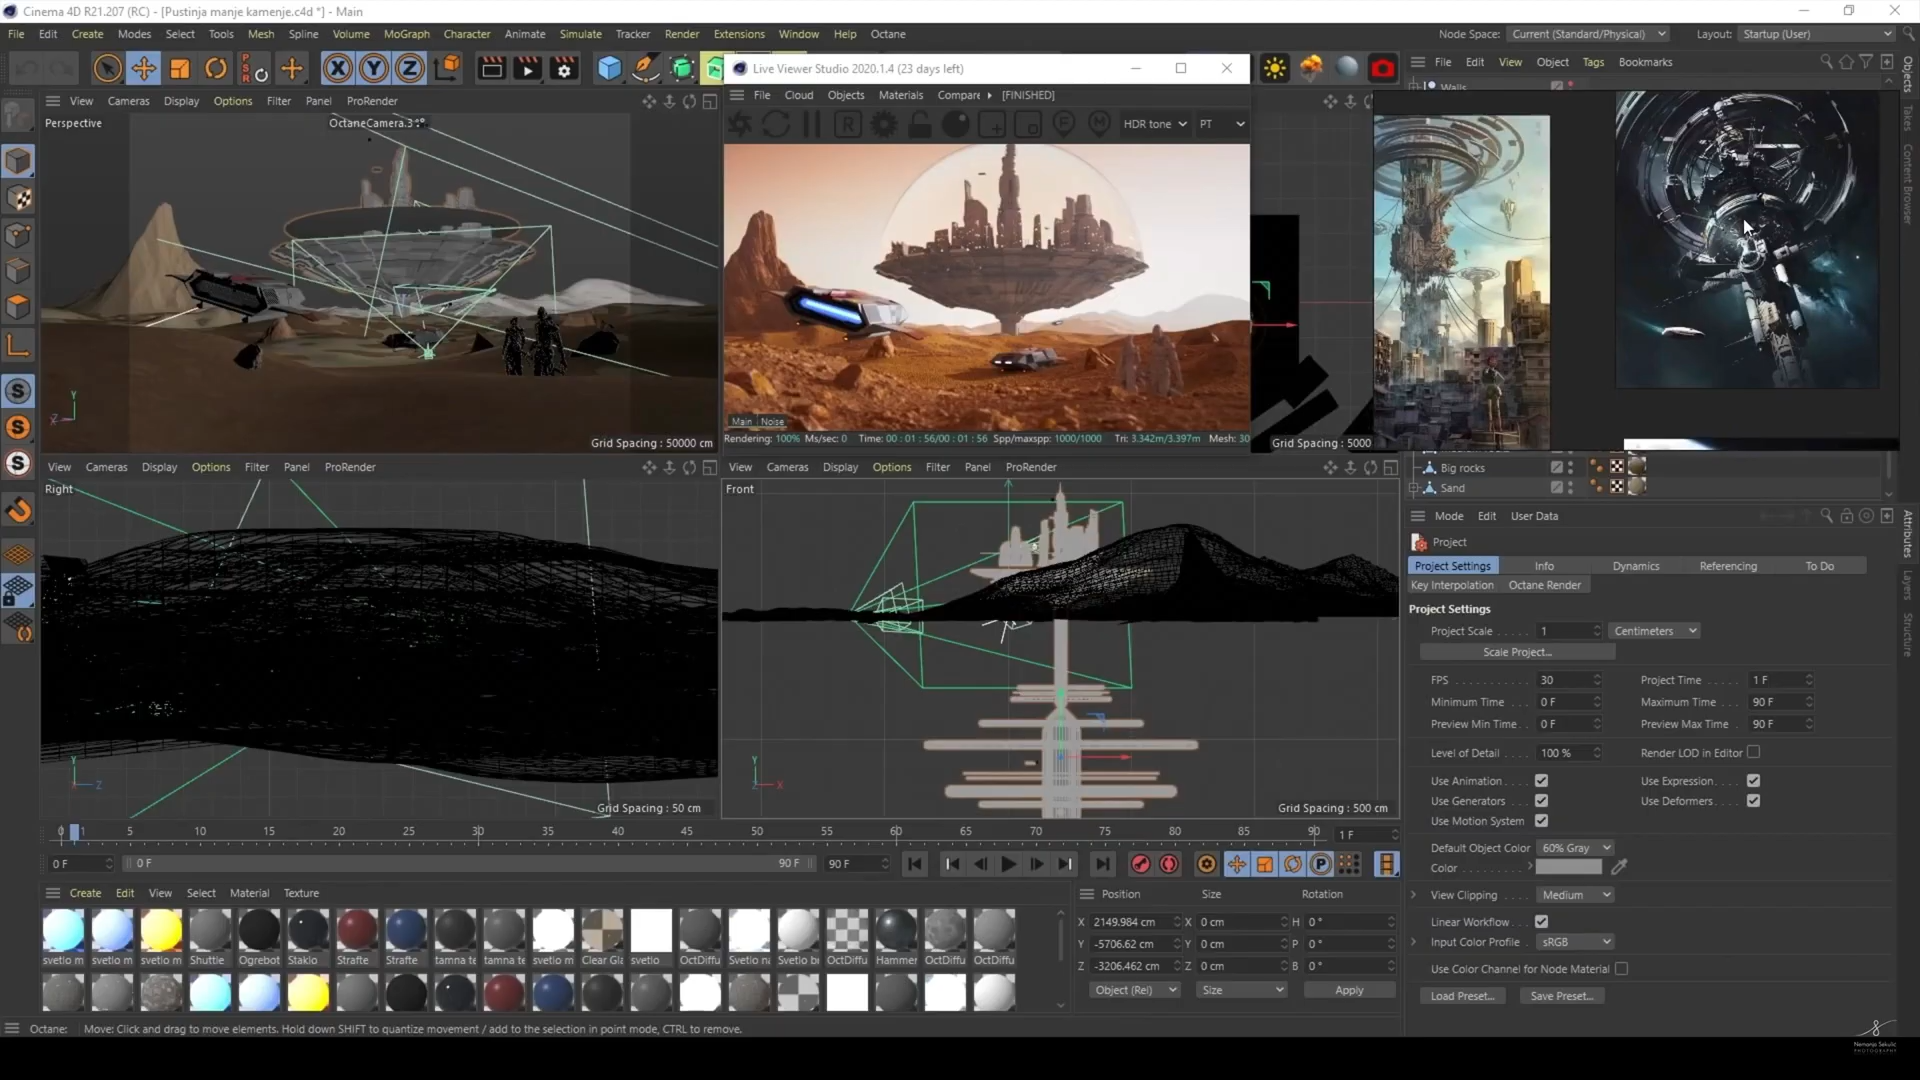 Cinema 4D R21.207 (RC) - [Pustinja manje kamenje.c4d *] - Main
File Edit Create Modes Select Tools Mesh Spline Volume MoGraph Character Animate Simulate Tracker Render Extensions Window Help Octane
Node Space: Current (Standard/Physical) Layout: Startup (User)
Live Viewer Studio 2020.1.4 (23 days left)
File Cloud Objects Materials Compare [FINISHED]
HDR tone PT
File Edit View Object Tags Bookmarks
Walls
View Cameras Display Options Filter Panel ProRender
Perspective
Grid Spacing : 50000 cm
Main Noise
Rendering: 100% Ms/sec: 0 Time: 00 : 01 : 56/00 : 01 : 56 Spp/maxspp: 1000/1000 Tri: 3.342m/3.397m Mesh: 30
Grid Spacing : 5000
Big rocks
Sand
Objects
Takes
Content Browser
View Cameras Display Options Filter Panel ProRender
Right
Grid Spacing : 50 cm
View Cameras Display Options Filter Panel ProRender
Front
Grid Spacing : 500 cm
Mode Edit User Data
Project
Project Settings Info Dynamics Referencing To Do
Key Interpolation Octane Render
Project Settings
Project Scale 1 Centimeters
Scale Project...
FPS 30 Project Time 1 F
Minimum Time 0 F Maximum Time 90 F
Preview Min Time 0 F Preview Max Time 90 F
Level of Detail 100 % Render LOD in Editor
Use Animation Use Expression
Use Generators Use Deformers
Use Motion System
Default Object Color 60% Gray
Color
View Clipping Medium
Linear Workflow
Input Color Profile sRGB
Use Color Channel for Node Material
Load Preset... Save Preset...
Attributes
Layers
Structure
0 1 5 10 15 20 25 30 35 40 45 50 55 60 65 70 75 80 85 90 1 F
0 F 0 F 90 F 90 F
Create Edit View Select Material Texture
svetlo m svetlo m svetlo m Shuttle Ogrebot Staklo Strafte Strafte tamna te tamna te svetlo m Clear Gla svetlo OctDiffu Svetlo na Svetlo b OctDiffu Hammer OctDiffu OctDiffu
Position Size Rotation
X 2149.984 cm X 0 cm H 0 °
Y -5706.62 cm Y 0 cm P 0 °
Z -3206.462 cm Z 0 cm B 0 °
Object (Rel) Size Apply
Octane: Move: Click and drag to move elements. Hold down SHIFT to quantize movement / add to the selection in point mode, CTRL to remove.
Nemanja Sekulic
PHOTOGRAPHY